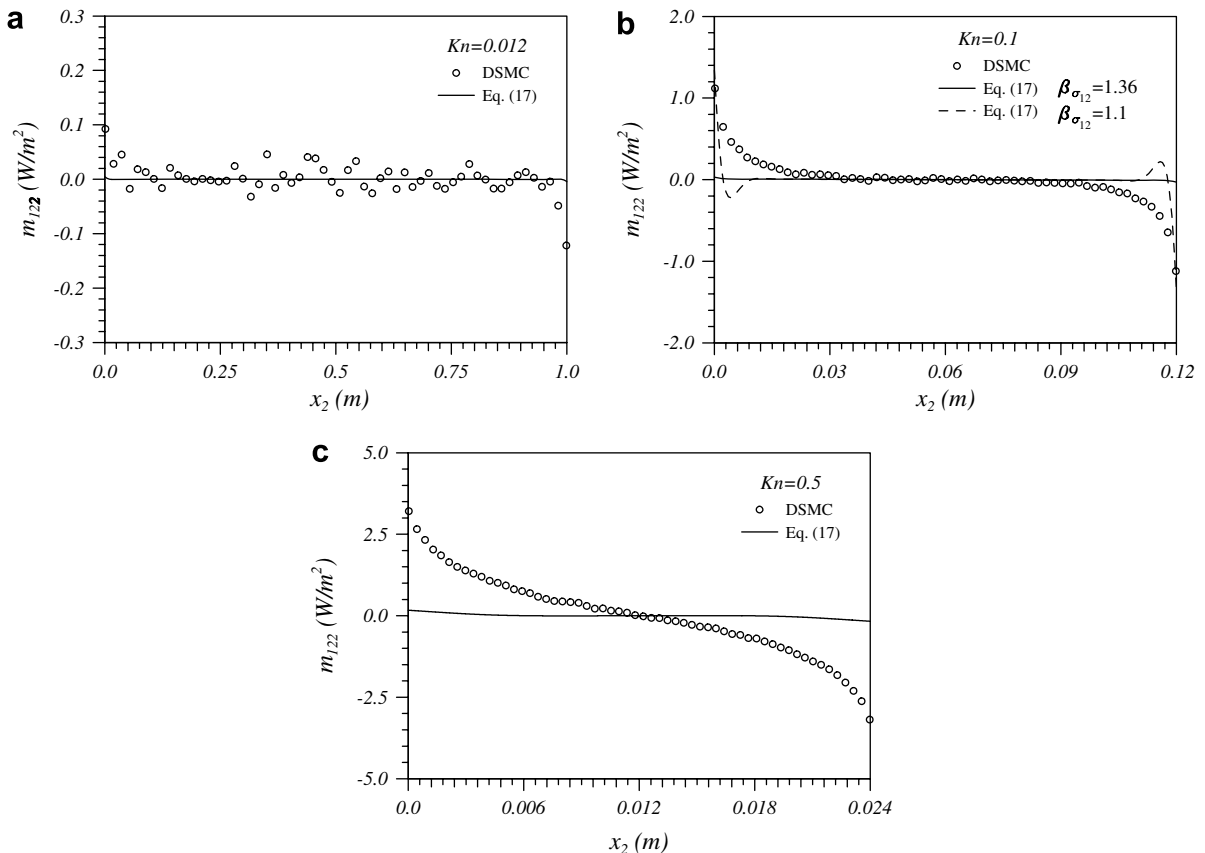 a
Kn=0.012
DSMC
Eq. (17)
0.3
0.2
0.1
0.0
-0.1
-0.2
-0.3
m122 (W/m2)
0.0 0.25 0.5 0.75 1.0
x2 (m)
b
Kn=0.1
DSMC
Eq. (17) βσ12=1.36
Eq. (17) βσ12=1.1
2.0
1.0
0.0
-1.0
-2.0
m122 (W/m2)
0.0 0.03 0.06 0.09 0.12
x2 (m)
c
Kn=0.5
DSMC
Eq. (17)
5.0
2.5
0.0
-2.5
-5.0
m122 (W/m2)
0.0 0.006 0.012 0.018 0.024
x2 (m)